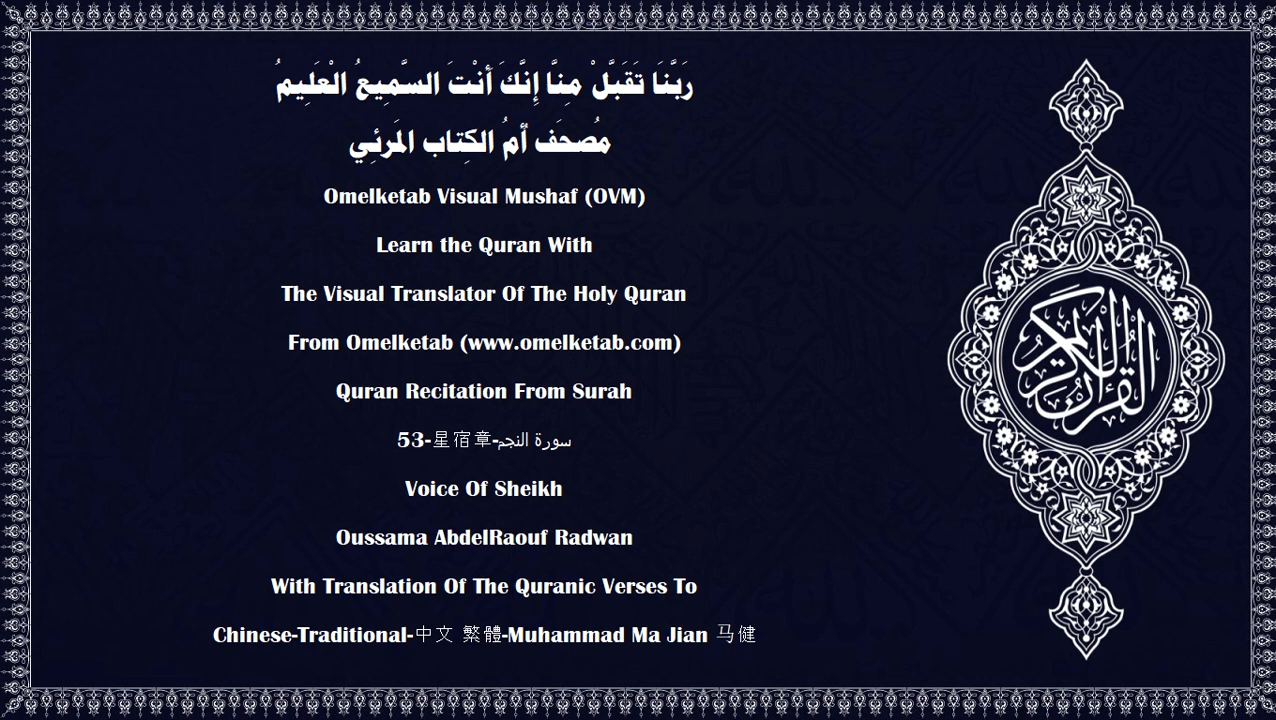 رَبَّنَا تَقَبَّلْ مِنَّا إِنَّكَ أَنْتَ السَّمِيعُ الْعَلِيمُ
مُصحَف أمُ الكِتاب المَرئِي
Omelketab Visual Mushaf (OVM)
Learn the Quran With
The Visual Translator Of The Holy Quran
From Omelketab (www.omelketab.com)
Quran Recitation From Surah
53-星宿章-سورة النجم
Voice Of Sheikh
Oussama AbdelRaouf Radwan
With Translation Of The Quranic Verses To
Chinese-Traditional-中文 繁體-Muhammad Ma Jian 马健
القرآن الكريم